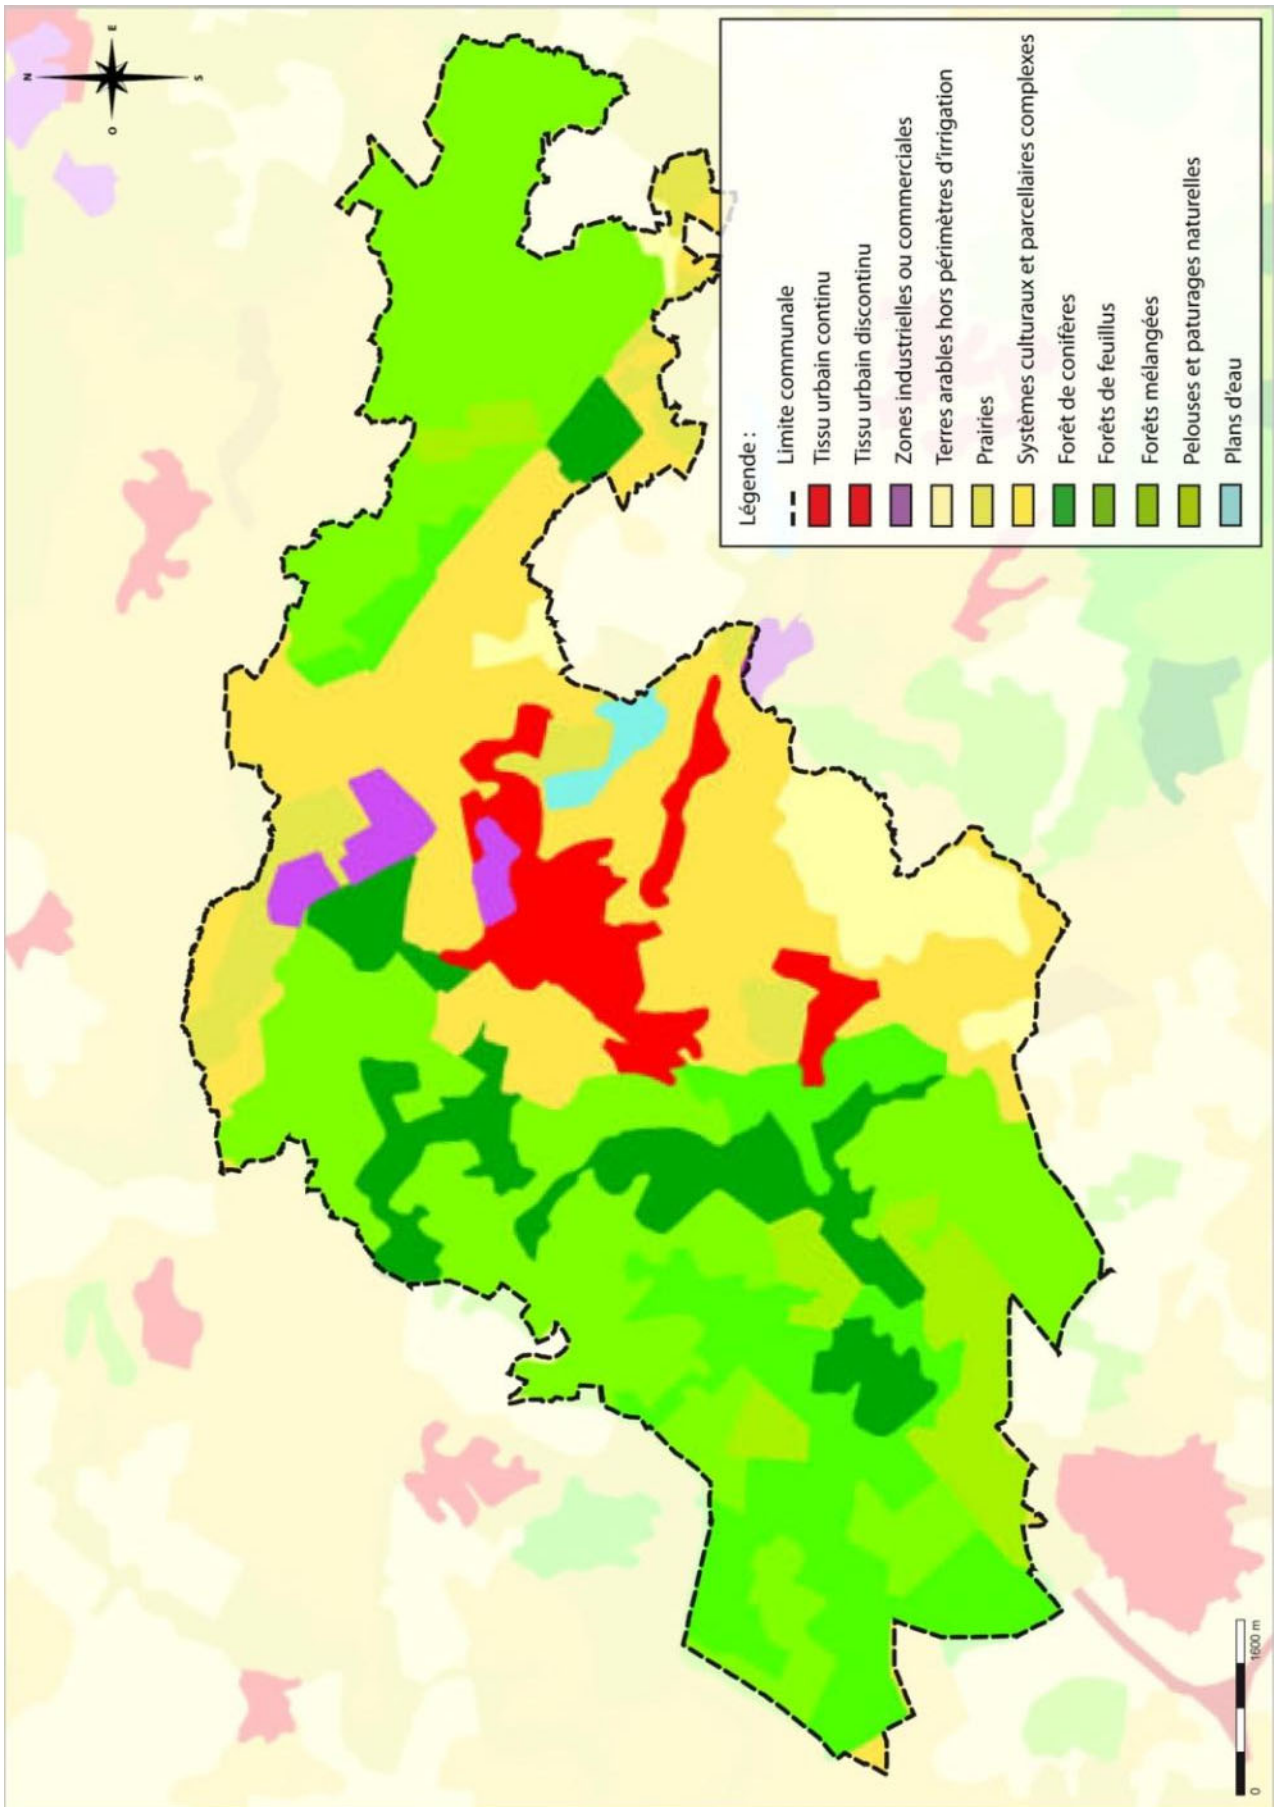 N
E
S
O
Légende :
Limite communale
Tissu urbain continu
Tissu urbain discontinu
Zones industrielles ou commerciales
Terres arables hors périmètres d'irrigation
Prairies
Systèmes culturaux et parcellaires complexes
Forêt de conifères
Forêts de feuillus
Forêts mélangées
Pelouses et paturages naturelles
Plans d'eau
0 1600 m